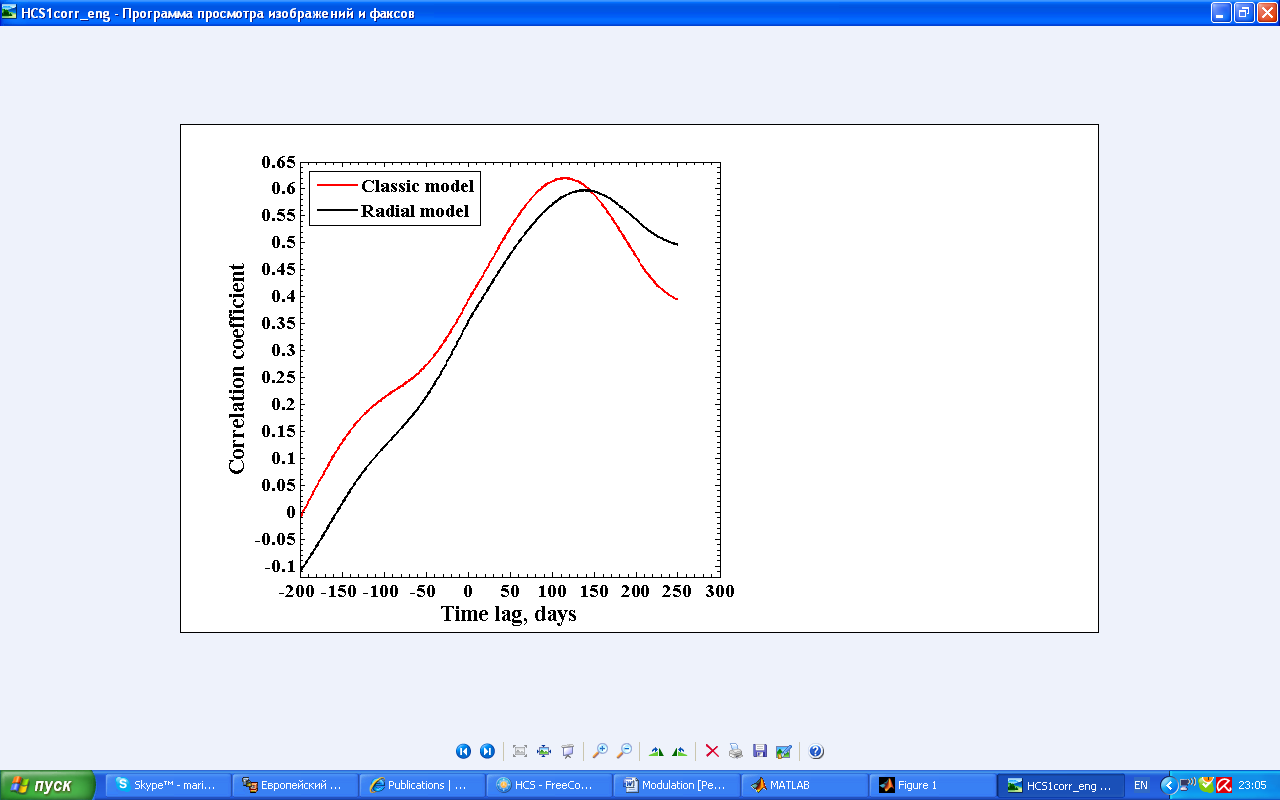 HCS1corr_eng - Программа просмотра изображений и факсов
0.65
0.6
0.55
0.5
0.45
0.4
0.35
0.3
0.25
0.2
0.15
0.1
0.05
0
-0.05
-0.1
Classic model
Radial model
Correlation coefficient
-200 -150 -100 -50 0 50 100 150 200 250 300
Time lag, days
пуск
Skype™ - mari...
Европейский ...
Publications | ...
HCS - FreeCo...
Modulation [Ре...
MATLAB
Figure 1
HCS1corr_eng ...
EN
23:05